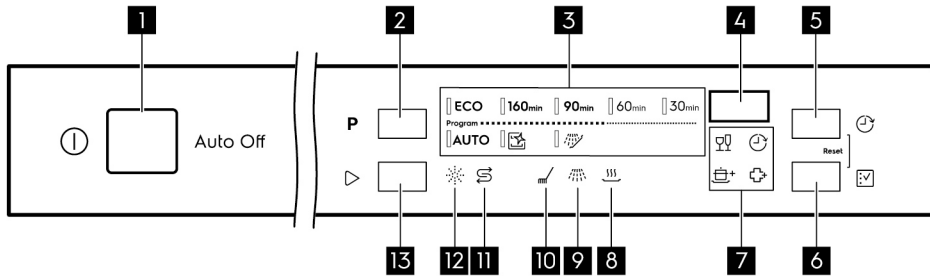 1 2 3 4 5
ECO 160min 90min 60min 30min
P
Program
Auto Off
AUTO
Reset
13 12 11 10 9 8 7 6